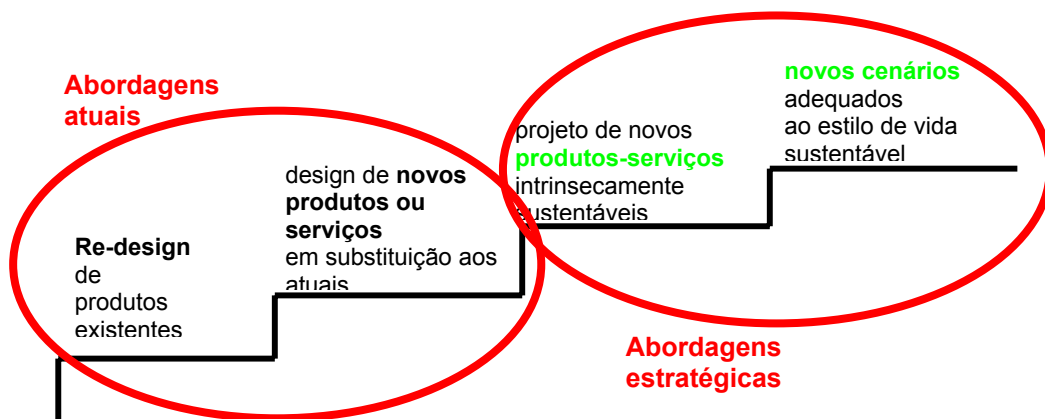 Abordagens
atuais
Re-design
de
produtos
existentes
design de novos
produtos ou
serviços
em substituição aos
atuais
projeto de novos
produtos-serviços
intrinsecamente
sustentáveis
novos cenários
adequados
ao estilo de vida
sustentável
Abordagens
estratégicas